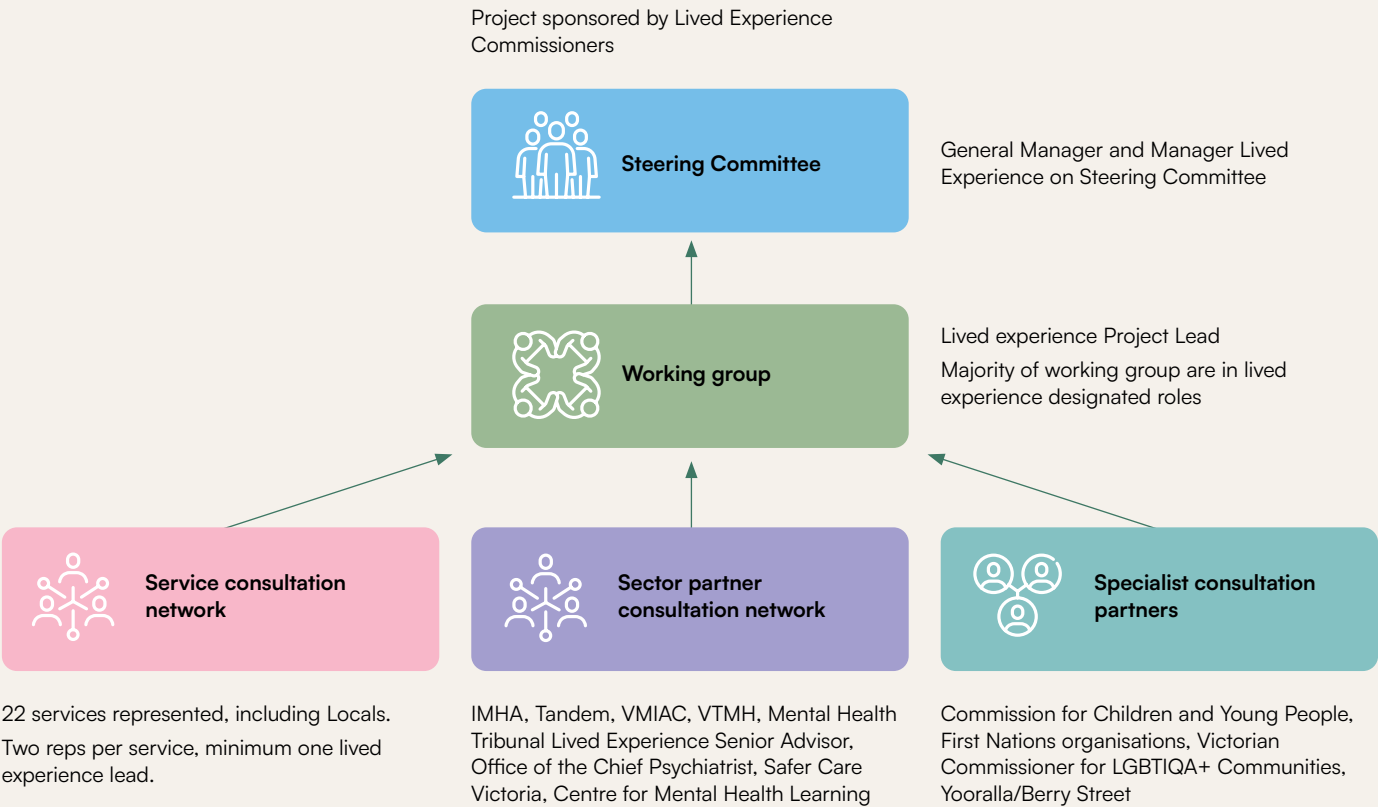 Project sponsored by Lived Experience
Commissioners
Steering Committee
General Manager and Manager Lived
Experience on Steering Committee
Working group
Lived experience Project Lead
Majority of working group are in lived
experience designated roles
Service consultation
network
22 services represented, including Locals.
Two reps per service, minimum one lived
experience lead.
Sector partner
consultation network
IMHA, Tandem, VMIAC, VTMH, Mental Health
Tribunal Lived Experience Senior Advisor,
Office of the Chief Psychiatrist, Safer Care
Victoria, Centre for Mental Health Learning
Specialist consultation
partners
Commission for Children and Young People,
First Nations organisations, Victorian
Commissioner for LGBTIQA+ Communities,
Yooralla/Berry Street